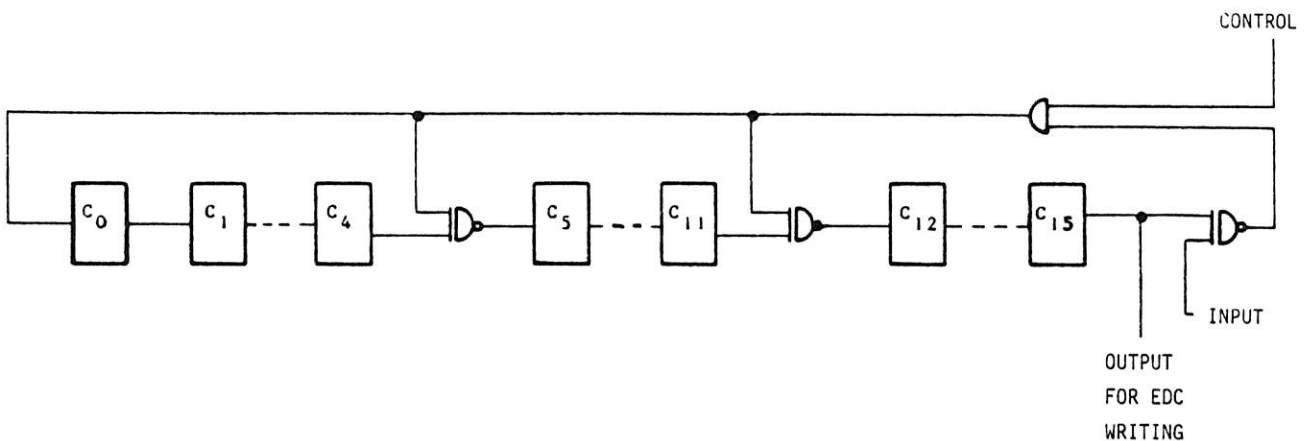 CONTROL
C0 C1 C4 C5 C11 C12 C15
INPUT
OUTPUT
FOR EDC
WRITING